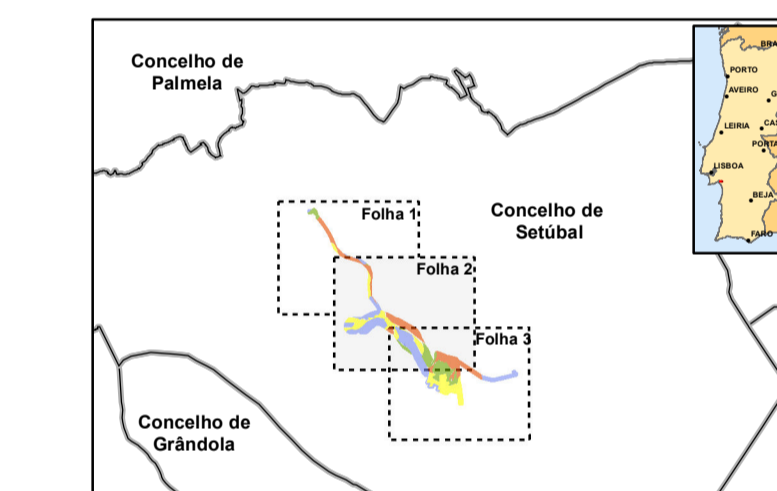 Concelho de
Palmela
Folha 1
Concelho de
Setúbal
Folha 2
Folha 3
Concelho de
Grândola
PORTO
AVEIRO
LEIRIA
LISBOA
BEJA
FARO